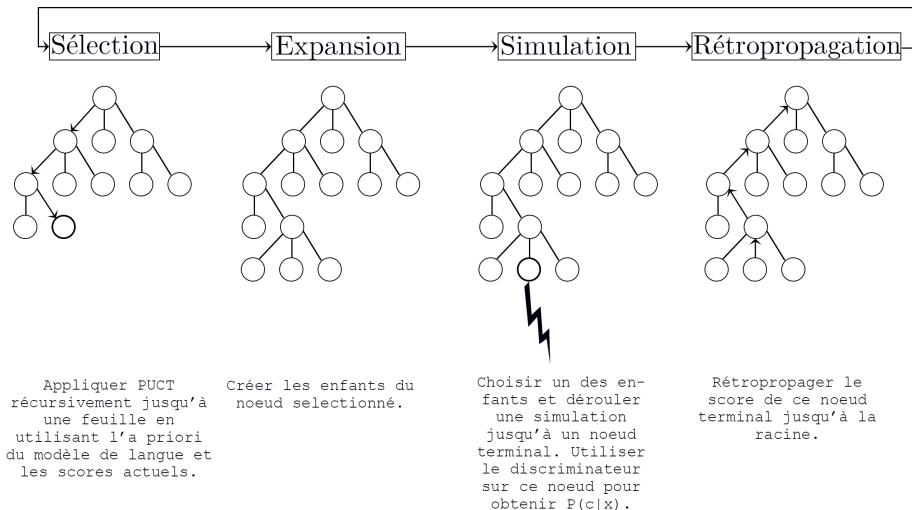 Sélection
Expansion
Simulation
Rétropropagation
Appliquer PUCT
récursivement jusqu'à
une feuille en
utilisant l'a priori
du modèle de langue et
les scores actuels.
Créer les enfants du
noeud selectionné.
Choisir un des en-
fants et dérouler
une simulation
jusqu'à un noeud
terminal. Utiliser
le discriminateur
sur ce noeud pour
obtenir P(c|x).
Rétropropager le
score de ce noeud
terminal jusqu'à la
racine.